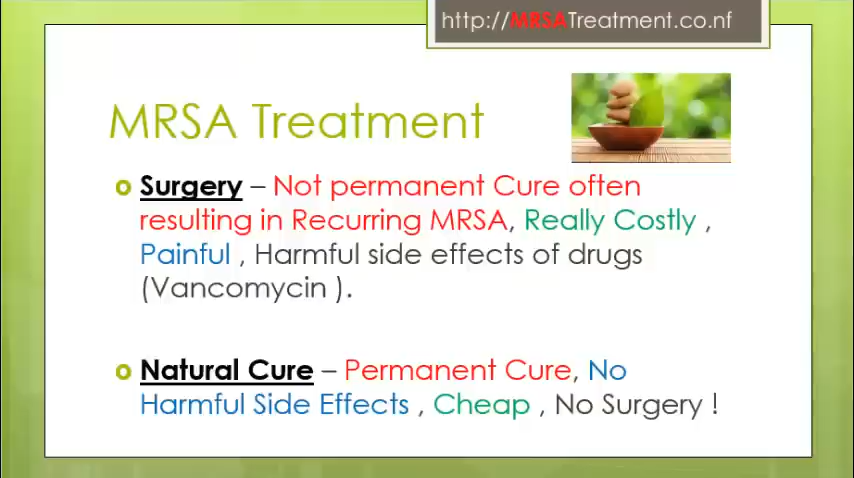 http://MRSATreatment.co.nf
MRSA Treatment
o Surgery – Not permanent Cure often
resulting in Recurring MRSA, Really Costly ,
Painful , Harmful side effects of drugs
(Vancomycin ).
o Natural Cure – Permanent Cure, No
Harmful Side Effects , Cheap , No Surgery !